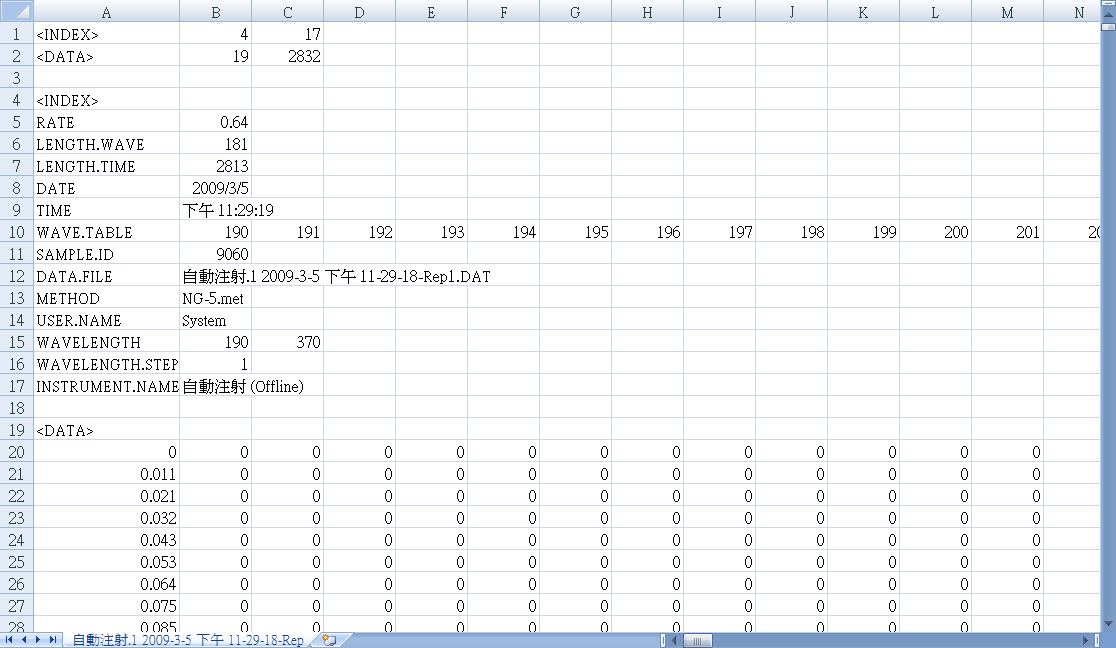 A B C D E F G H I J K L M N
1 <INDEX> 4 17
2 <DATA> 19 2832
3
4 <INDEX>
5 RATE 0.64
6 LENGTH.WAVE 181
7 LENGTH.TIME 2813
8 DATE 2009/3/5
9 TIME 下午 11:29:19
10 WAVE.TABLE 190 191 192 193 194 195 196 197 198 199 200 201
11 SAMPLE.ID 9060
12 DATA.FILE 自動注射.1 2009-3-5 下午 11-29-18-Rep1.DAT
13 METHOD NG-5.met
14 USER.NAME System
15 WAVELENGTH 190 370
16 WAVELENGTH.STEP 1
17 INSTRUMENT.NAME 自動注射 (Offline)
18
19 <DATA>
20 0 0 0 0 0 0 0 0 0 0 0 0 0
21 0.011 0 0 0 0 0 0 0 0 0 0 0 0
22 0.021 0 0 0 0 0 0 0 0 0 0 0 0
23 0.032 0 0 0 0 0 0 0 0 0 0 0 0
24 0.043 0 0 0 0 0 0 0 0 0 0 0 0
25 0.053 0 0 0 0 0 0 0 0 0 0 0 0
26 0.064 0 0 0 0 0 0 0 0 0 0 0 0
27 0.075 0 0 0 0 0 0 0 0 0 0 0 0
28 0.085 0 0 0 0 0 0 0 0 0 0 0 0
自動注射.1 2009-3-5 下午 11-29-18-Rep